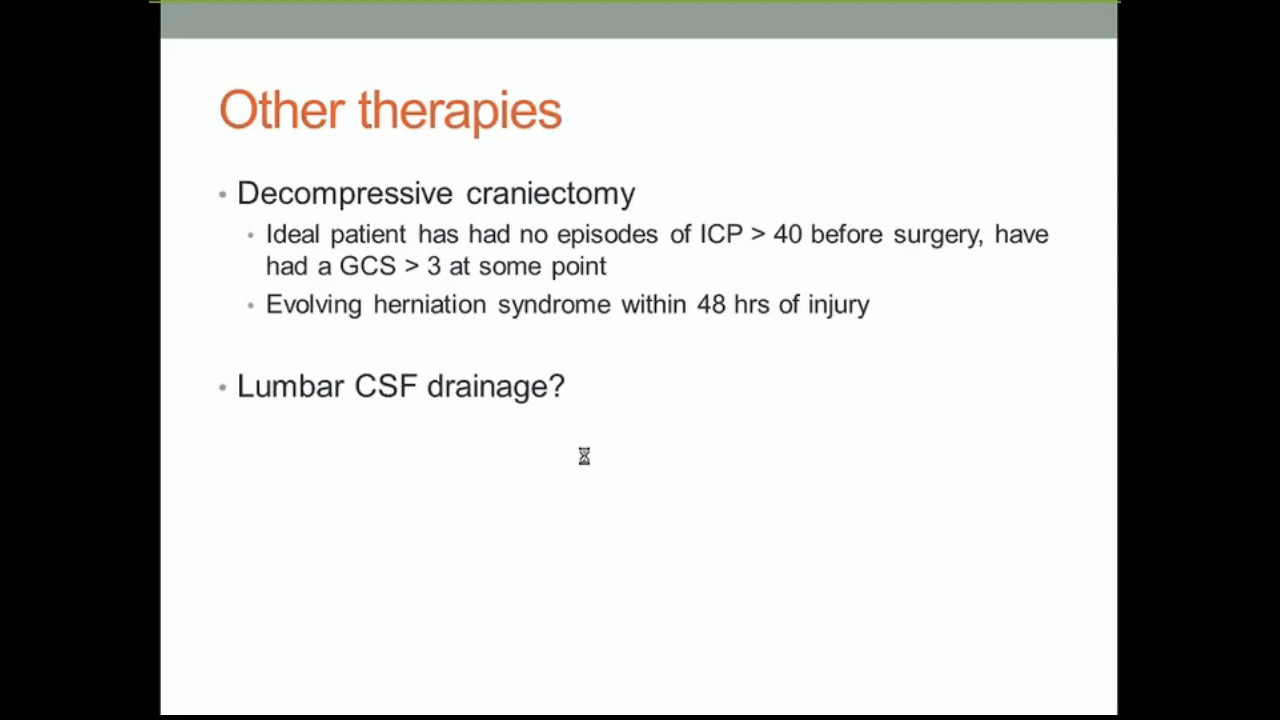 Other therapies
• Decompressive craniectomy
• Ideal patient has had no episodes of ICP > 40 before surgery, have
had a GCS > 3 at some point
• Evolving herniation syndrome within 48 hrs of injury
• Lumbar CSF drainage?